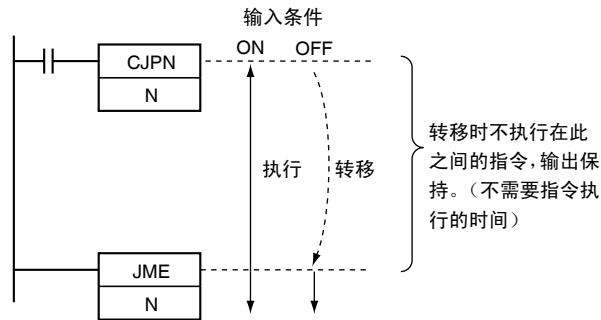 输入条件
ON OFF
CJPN
N
执行
转移
转移时不执行在此
之间的指令,输出保
持。(不需要指令执
行的时间)
JME
N